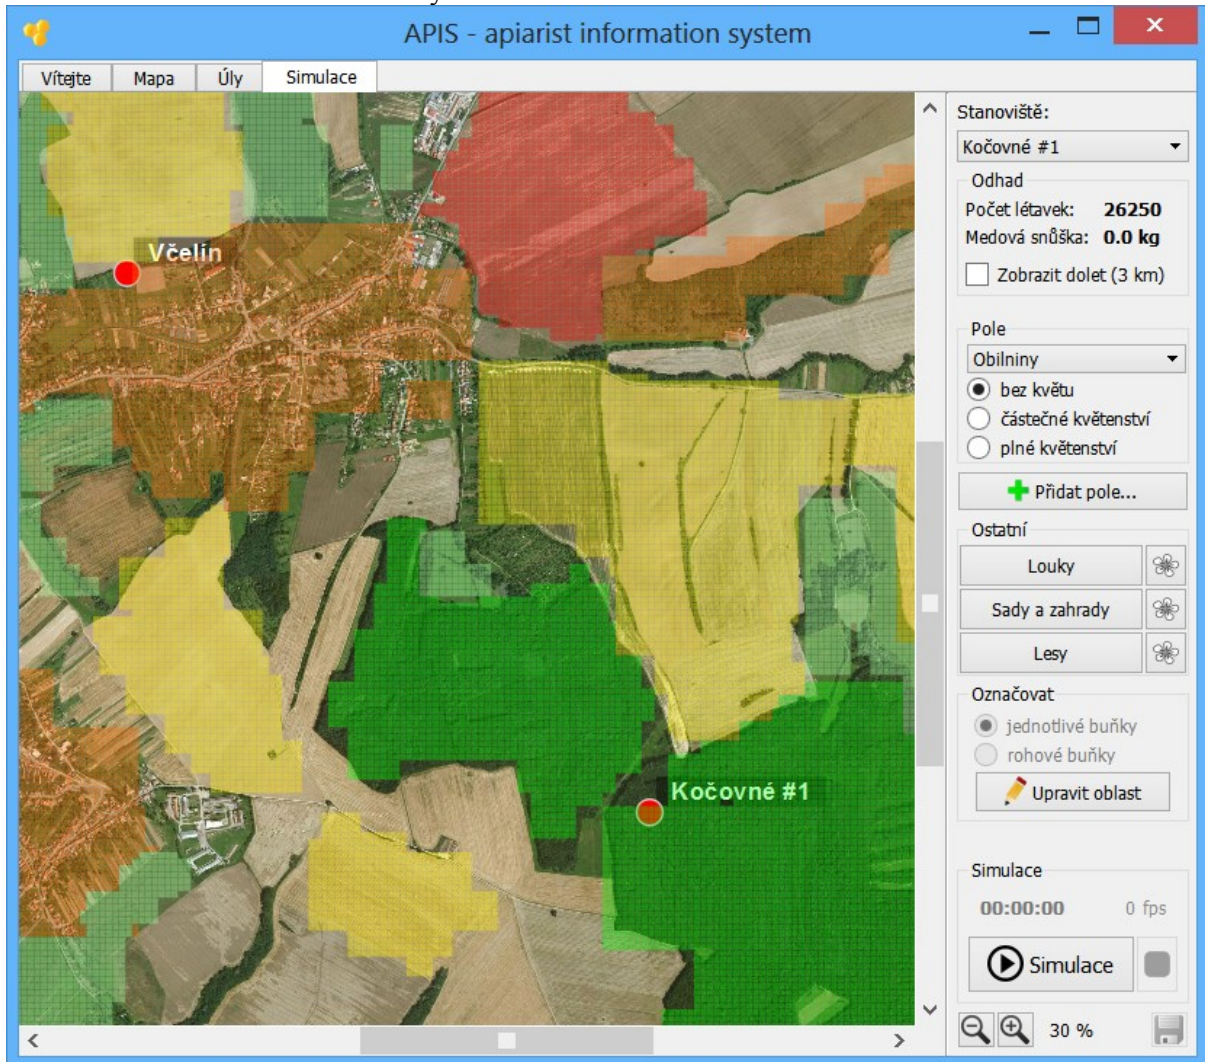 APIS - apiarist information system
Vítejte Mapa Úly Simulace
Stanoviště:
Kočovné #1
Odhad
Počet létavek: 26250
Medová snůška: 0.0 kg
Zobrazit dolet (3 km)
Včelín
Pole
Obilniny
bez květu
částečné květenství
plné květenství
Přidat pole...
Ostatní
Louky
Sady a zahrady
Lesy
Označovat
jednotlivé buňky
rohové buňky
Upravit oblast
Kočovné #1
Simulace
00:00:00 0 fps
Simulace
30 %